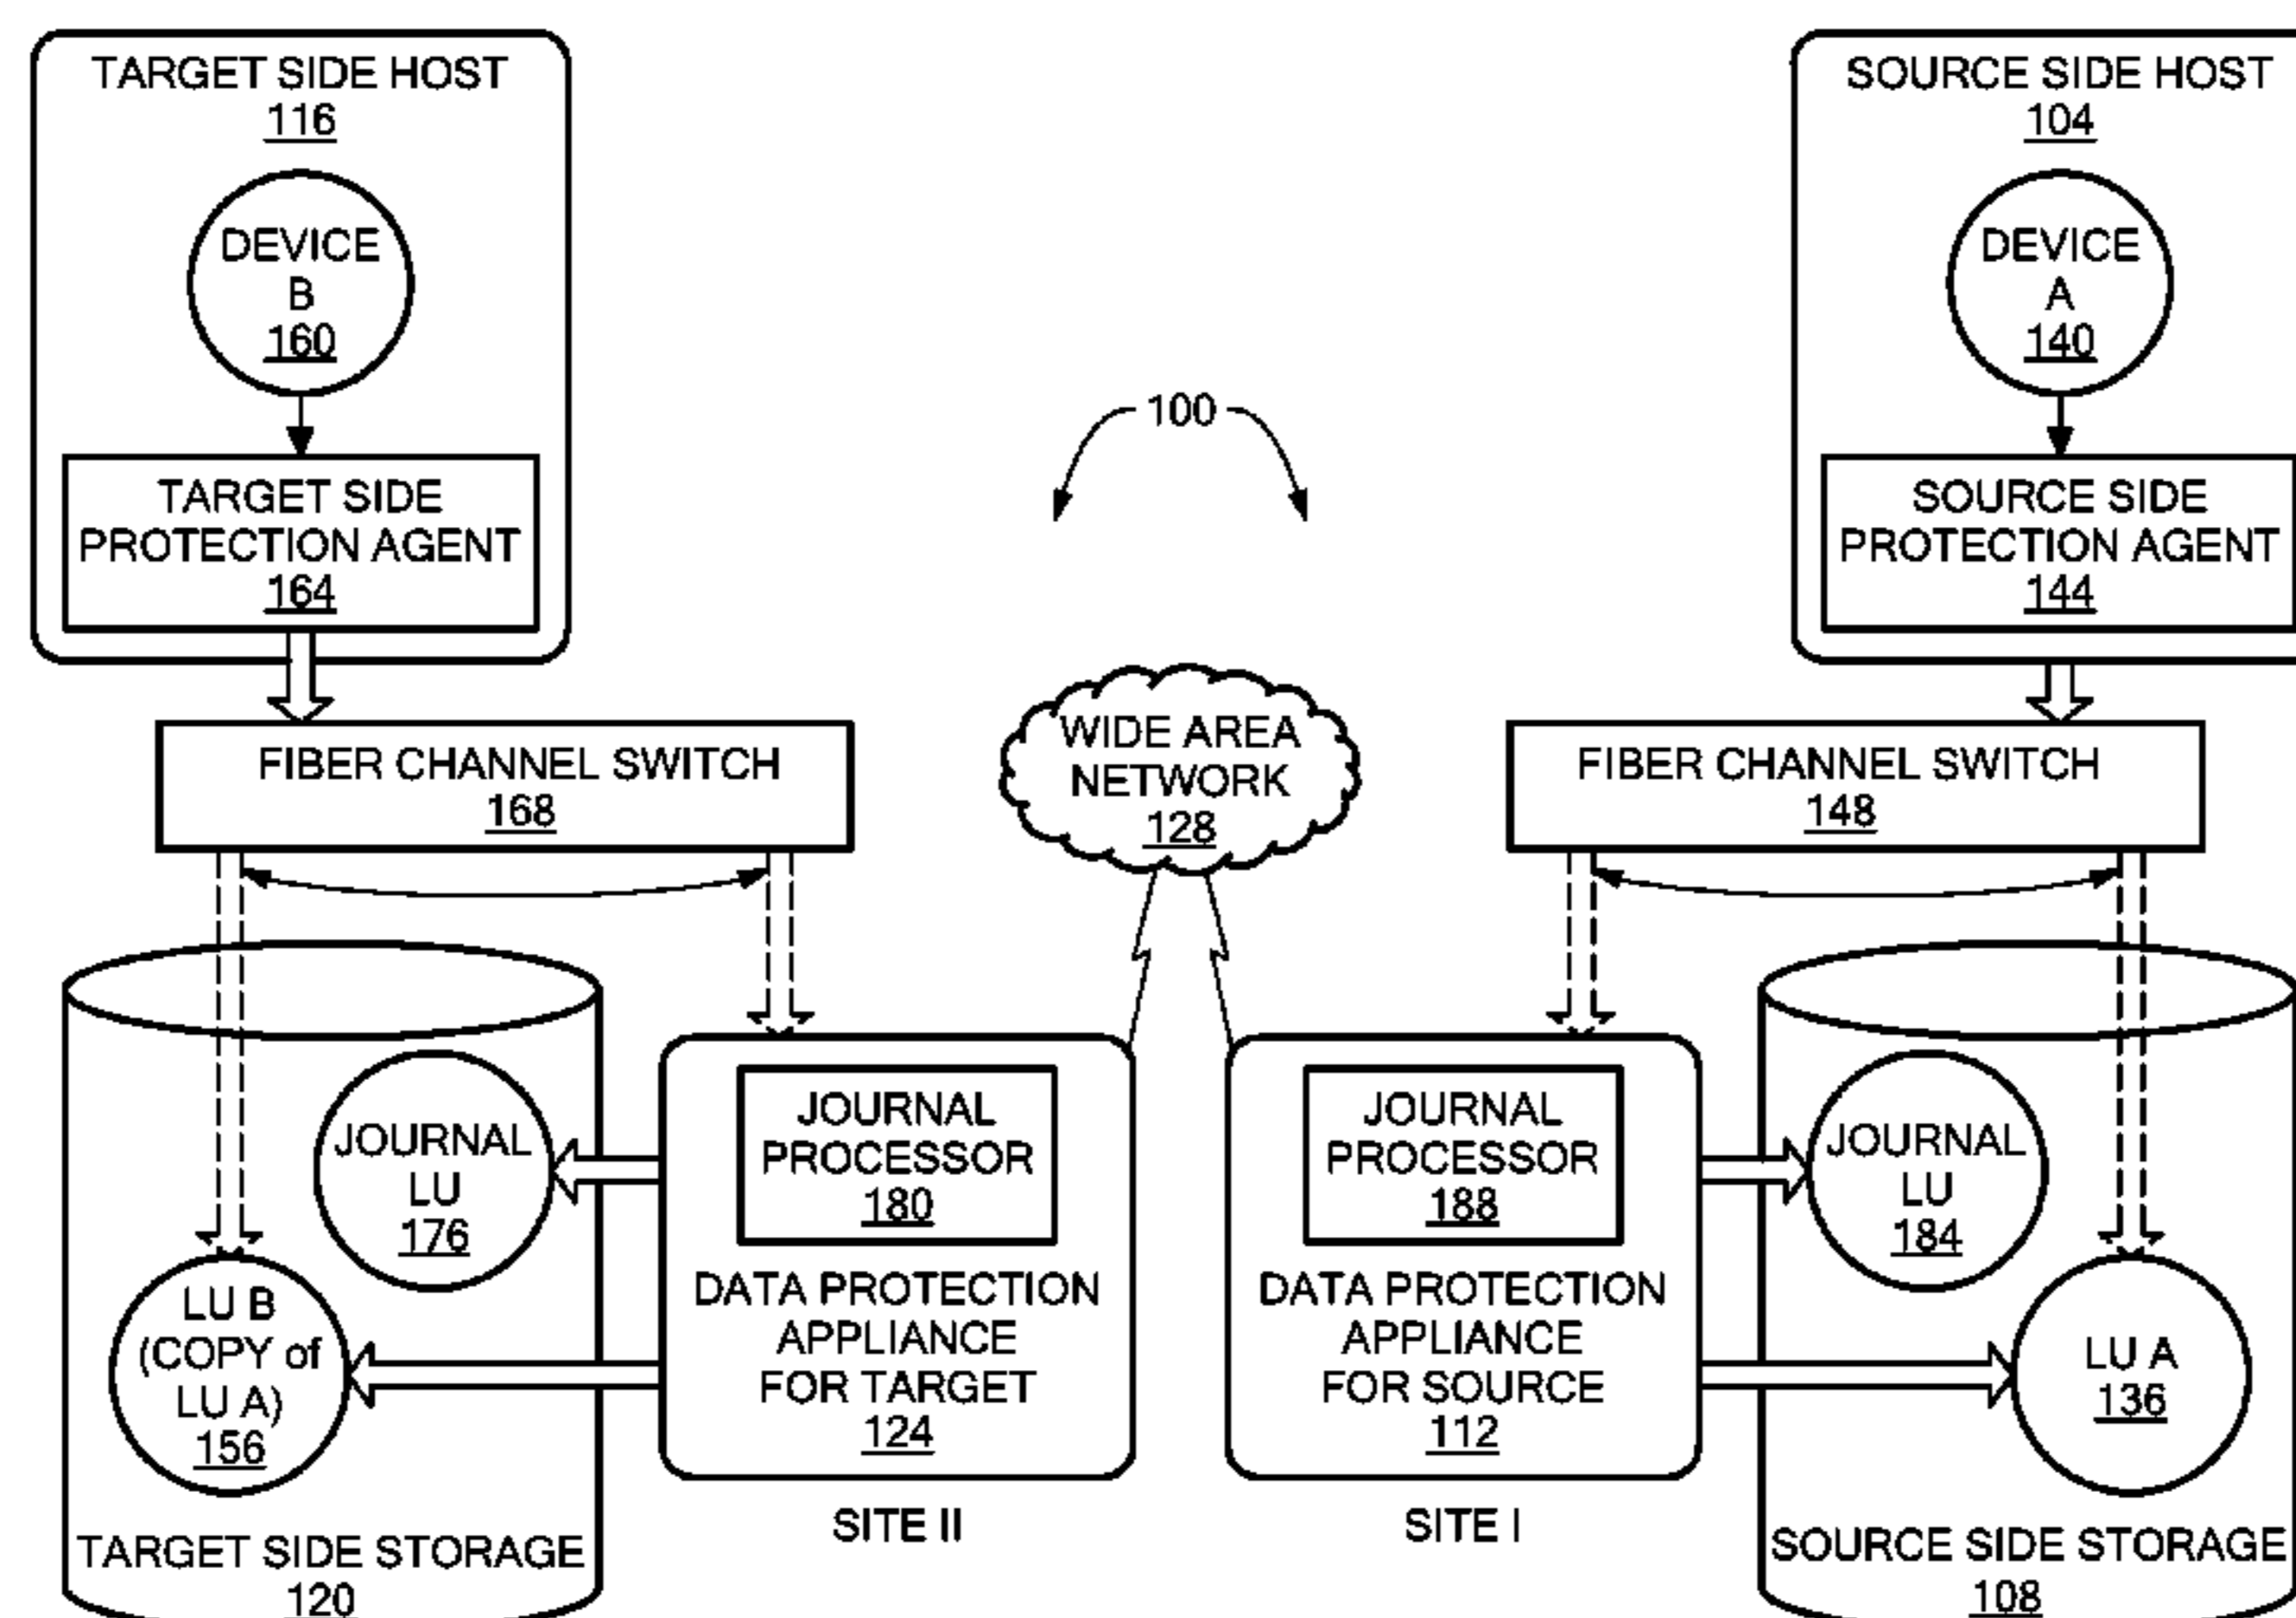 TARGET SIDE HOST
116
DEVICE
B
160
TARGET SIDE
PROTECTION AGENT
164
SOURCE SIDE HOST
104
DEVICE
A
140
SOURCE SIDE
PROTECTION AGENT
144
100
FIBER CHANNEL SWITCH
168
WIDE AREA
NETWORK
128
FIBER CHANNEL SWITCH
148
JOURNAL
LU
176
LU B
(COPY of
LU A)
156
TARGET SIDE STORAGE
120
JOURNAL
PROCESSOR
180
DATA PROTECTION
APPLIANCE
FOR TARGET
124
SITE II
JOURNAL
PROCESSOR
188
DATA PROTECTION
APPLIANCE
FOR SOURCE
112
SITE I
JOURNAL
LU
184
LU A
136
SOURCE SIDE STORAGE
108